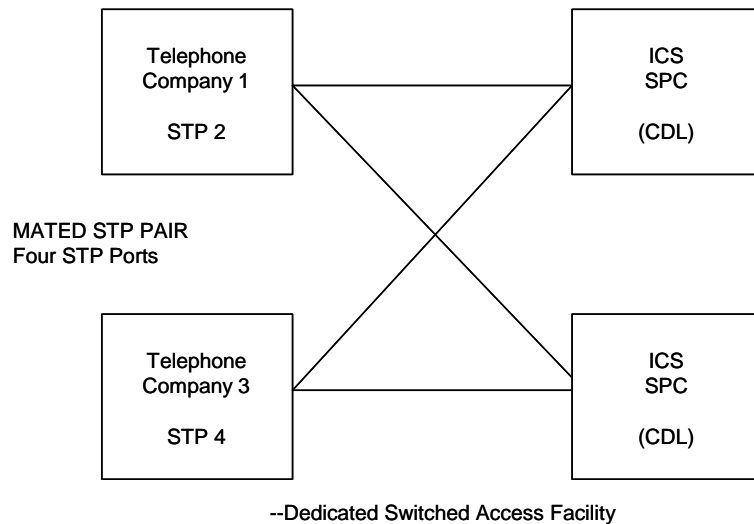 Telephone
Company 1
STP 2
ICS
SPC
(CDL)
MATED STP PAIR
Four STP Ports
Telephone
Company 3
STP 4
ICS
SPC
(CDL)
--Dedicated Switched Access Facility